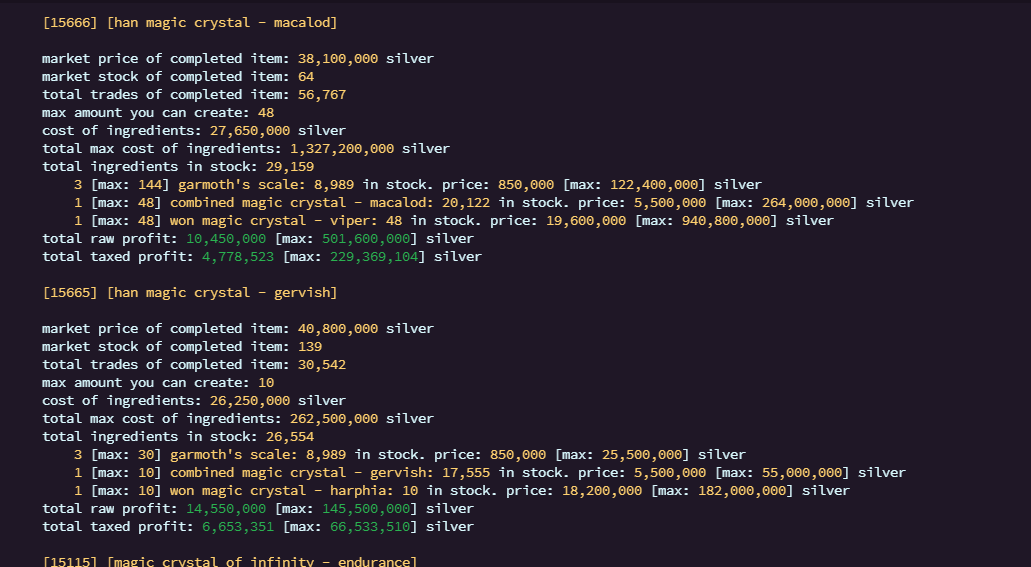 [15666] [han magic crystal - macalod]
market price of completed item: 38,100,000 silver
market stock of completed item: 64
total trades of completed item: 56,767
max amount you can create: 48
cost of ingredients: 27,650,000 silver
total max cost of ingredients: 1,327,200,000 silver
total ingredients in stock: 29,159
3 [max: 144] garmoth's scale: 8,989 in stock. price: 850,000 [max: 122,400,000] silver
1 [max: 48] combined magic crystal - macalod: 20,122 in stock. price: 5,500,000 [max: 264,000,000] silver
1 [max: 48] won magic crystal - viper: 48 in stock. price: 19,600,000 [max: 940,800,000] silver
total raw profit: 10,450,000 [max: 501,600,000] silver
total taxed profit: 4,778,523 [max: 229,369,104] silver
[15665] [han magic crystal - gervish]
market price of completed item: 40,800,000 silver
market stock of completed item: 139
total trades of completed item: 30,542
max amount you can create: 10
cost of ingredients: 26,250,000 silver
total max cost of ingredients: 262,500,000 silver
total ingredients in stock: 26,554
3 [max: 30] garmoth's scale: 8,989 in stock. price: 850,000 [max: 25,500,000] silver
1 [max: 10] combined magic crystal - gervish: 17,555 in stock. price: 5,500,000 [max: 55,000,000] silver
1 [max: 10] won magic crystal - harphia: 10 in stock. price: 18,200,000 [max: 182,000,000] silver
total raw profit: 14,550,000 [max: 145,500,000] silver
total taxed profit: 6,653,351 [max: 66,533,510] silver
[15115] [magic crystal of infinity - endurance]